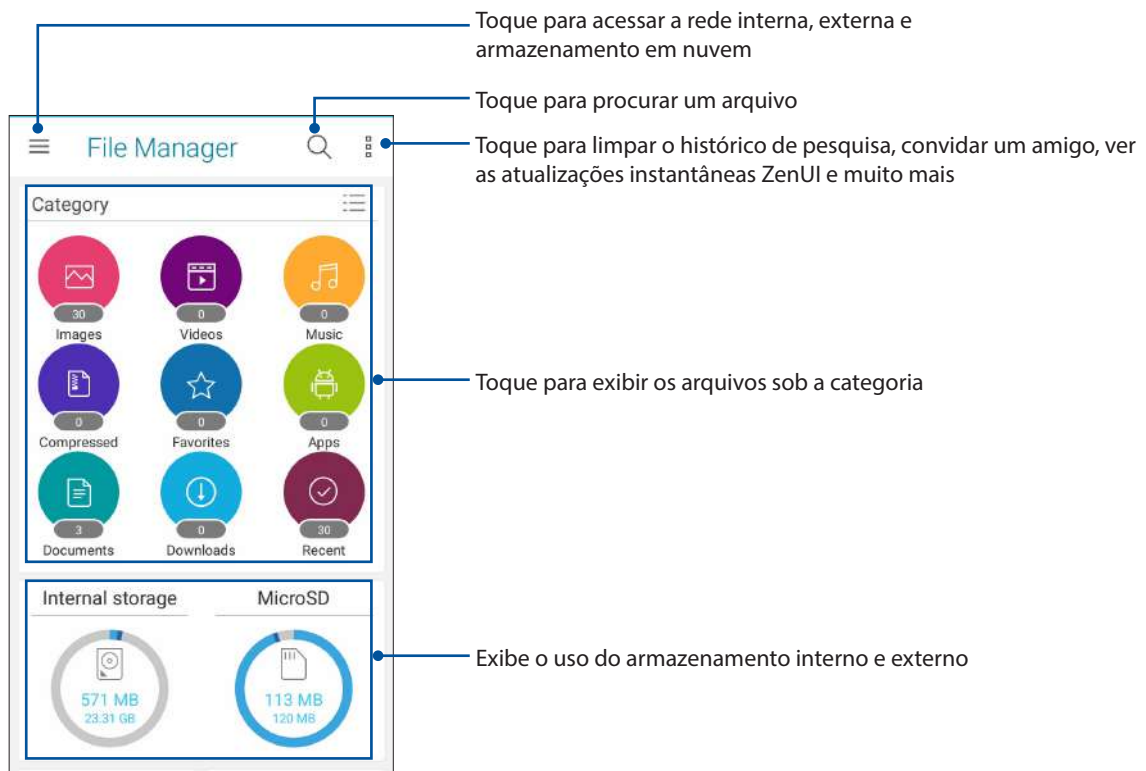 Toque para acessar a rede interna, externa e
armazenamento em nuvem
Toque para procurar um arquivo
File Manager
Toque para limpar o histórico de pesquisa, convidar um amigo, ver
as atualizações instantâneas ZenUI e muito mais
Category
30
0
0
Images
Videos
Music
0
0
0
Compressed
Favorites
Apps
Toque para exibir os arquivos sob a categoria
3
0
30
Documents
Downloads
Recent
Internal storage
MicroSD
571 MB
23.31 GB
113 MB
120 MB
Exibe o uso do armazenamento interno e externo